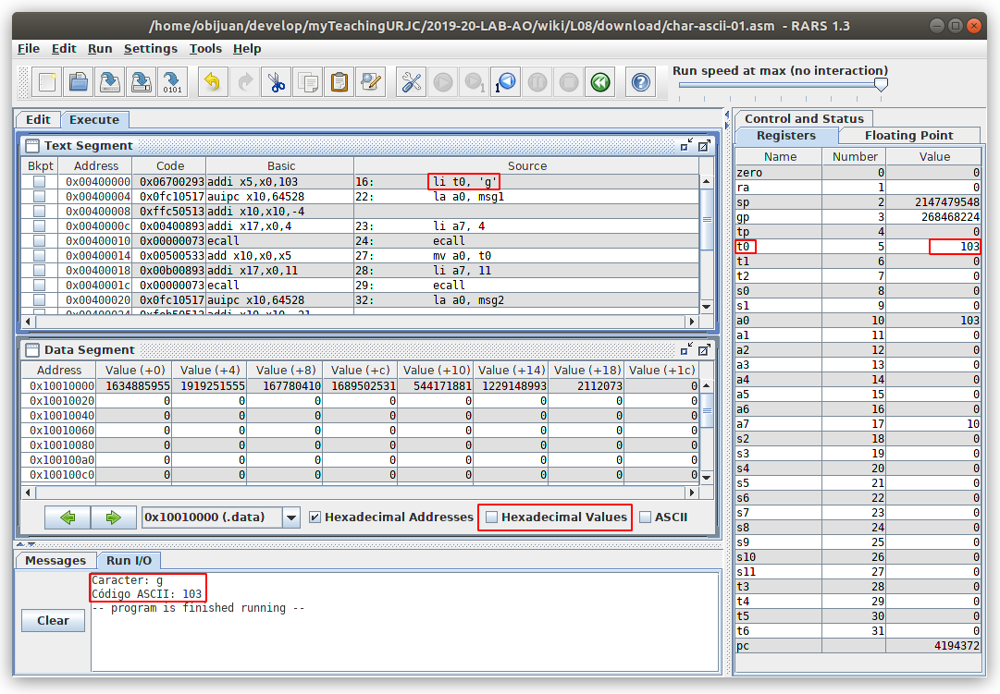 /home/obijuan/develop/myTeachingURJC/2019-20-LAB-AO/wiki/L08/download/char-ascii-01.asm - RARS 1.3
File Edit Run Settings Tools Help
Run speed at max (no interaction)
Edit Execute
Text Segment
Bkpt Address Code Basic Source
0x00400000 0x06700293 addi x5,x0,103 16: li t0, 'g'
0x00400004 0x0fc10517 auipc x10,64528 22: la a0, msg1
0x00400008 0xffc50513 addi x10,x10,-4
0x0040000c 0x00400893 addi x17,x0,4 23: li a7, 4
0x00400010 0x00000073 ecall 24: ecall
0x00400014 0x00500533 add x10,x0,x5 27: mv a0, t0
0x00400018 0x00b00893 addi x17,x0,11 28: li a7, 11
0x0040001c 0x00000073 ecall 29: ecall
0x00400020 0x0fc10517 auipc x10,64528 32: la a0, msg2
Data Segment
Address Value (+0) Value (+4) Value (+8) Value (+c) Value (+10) Value (+14) Value (+18) Value (+1c)
0x10010000 1634885955 1919251555 167780410 1689502531 544171881 1229148993 2112073 0
0x10010020 0 0 0 0 0 0 0 0
0x10010040 0 0 0 0 0 0 0 0
0x10010060 0 0 0 0 0 0 0 0
0x10010080 0 0 0 0 0 0 0 0
0x100100a0 0 0 0 0 0 0 0 0
0x100100c0 0 0 0 0 0 0 0 0
0x10010000 (.data) Hexadecimal Addresses Hexadecimal Values ASCII
Messages Run I/O
Clear
Caracter: g
Código ASCII: 103
-- program is finished running --
Control and Status
Registers Floating Point
Name Number Value
zero 0 0
ra 1 0
sp 2 2147479548
gp 3 268468224
tp 4 0
t0 5 103
t1 6 0
t2 7 0
s0 8 0
s1 9 0
a0 10 103
a1 11 0
a2 12 0
a3 13 0
a4 14 0
a5 15 0
a6 16 0
a7 17 10
s2 18 0
s3 19 0
s4 20 0
s5 21 0
s6 22 0
s7 23 0
s8 24 0
s9 25 0
s10 26 0
s11 27 0
t3 28 0
t4 29 0
t5 30 0
t6 31 0
pc 4194372